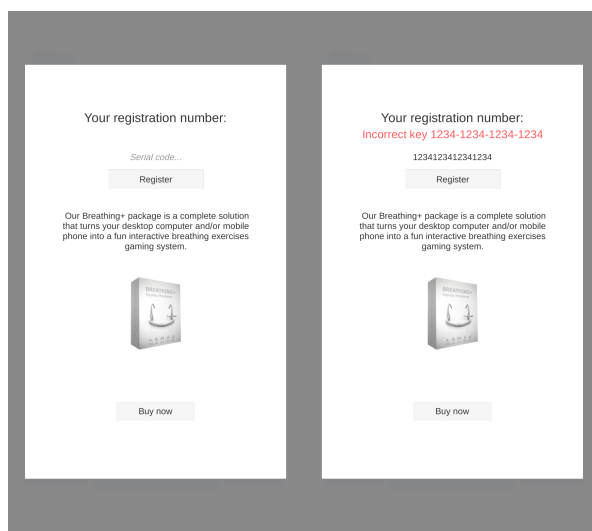 Your registration number:
Serial code...
Register
Our Breathing+ package is a complete solution
that turns your desktop computer and/or mobile
phone into a fun interactive breathing exercises
gaming system.
BREATHING+
Buy now
Your registration number:
Incorrect key 1234-1234-1234-1234
1234123412341234
Register
Our Breathing+ package is a complete solution
that turns your desktop computer and/or mobile
phone into a fun interactive breathing exercises
gaming system.
BREATHING+
Buy now